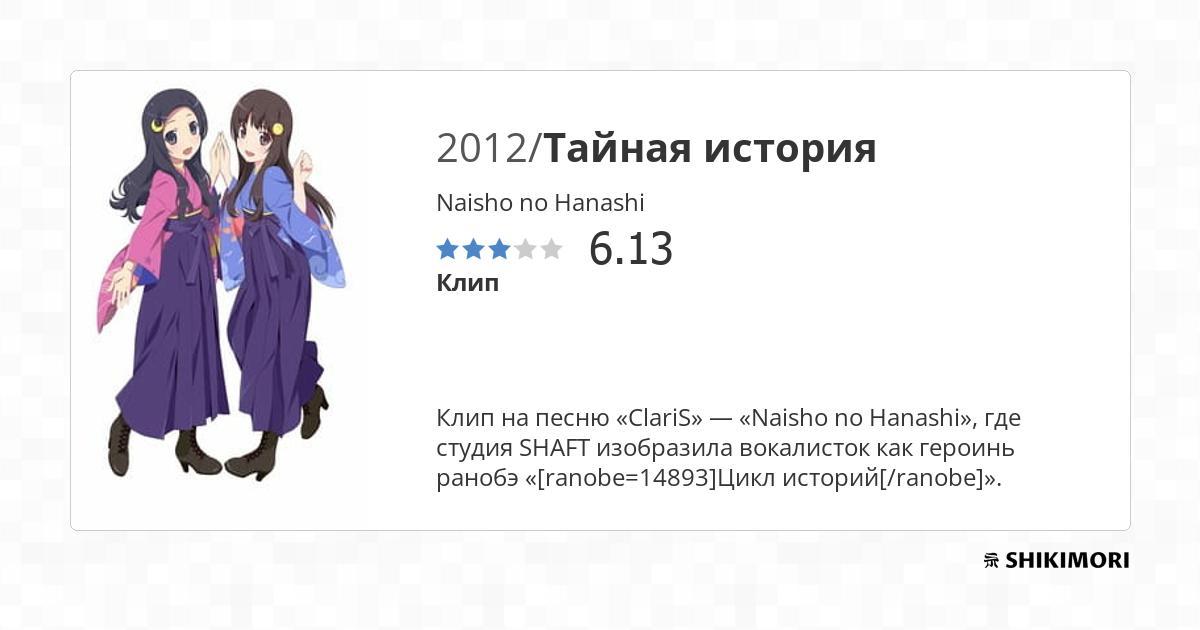 2012/Тайная история
Naisho no Hanashi
6.13
Клип
Клип на песню «ClariS» — «Naisho no Hanashi», где
студия SHAFT изобразила вокалисток как героинь
ранобэ «[ranobe=14893]Цикл историй[/ranobe]».
SHIKIMORI